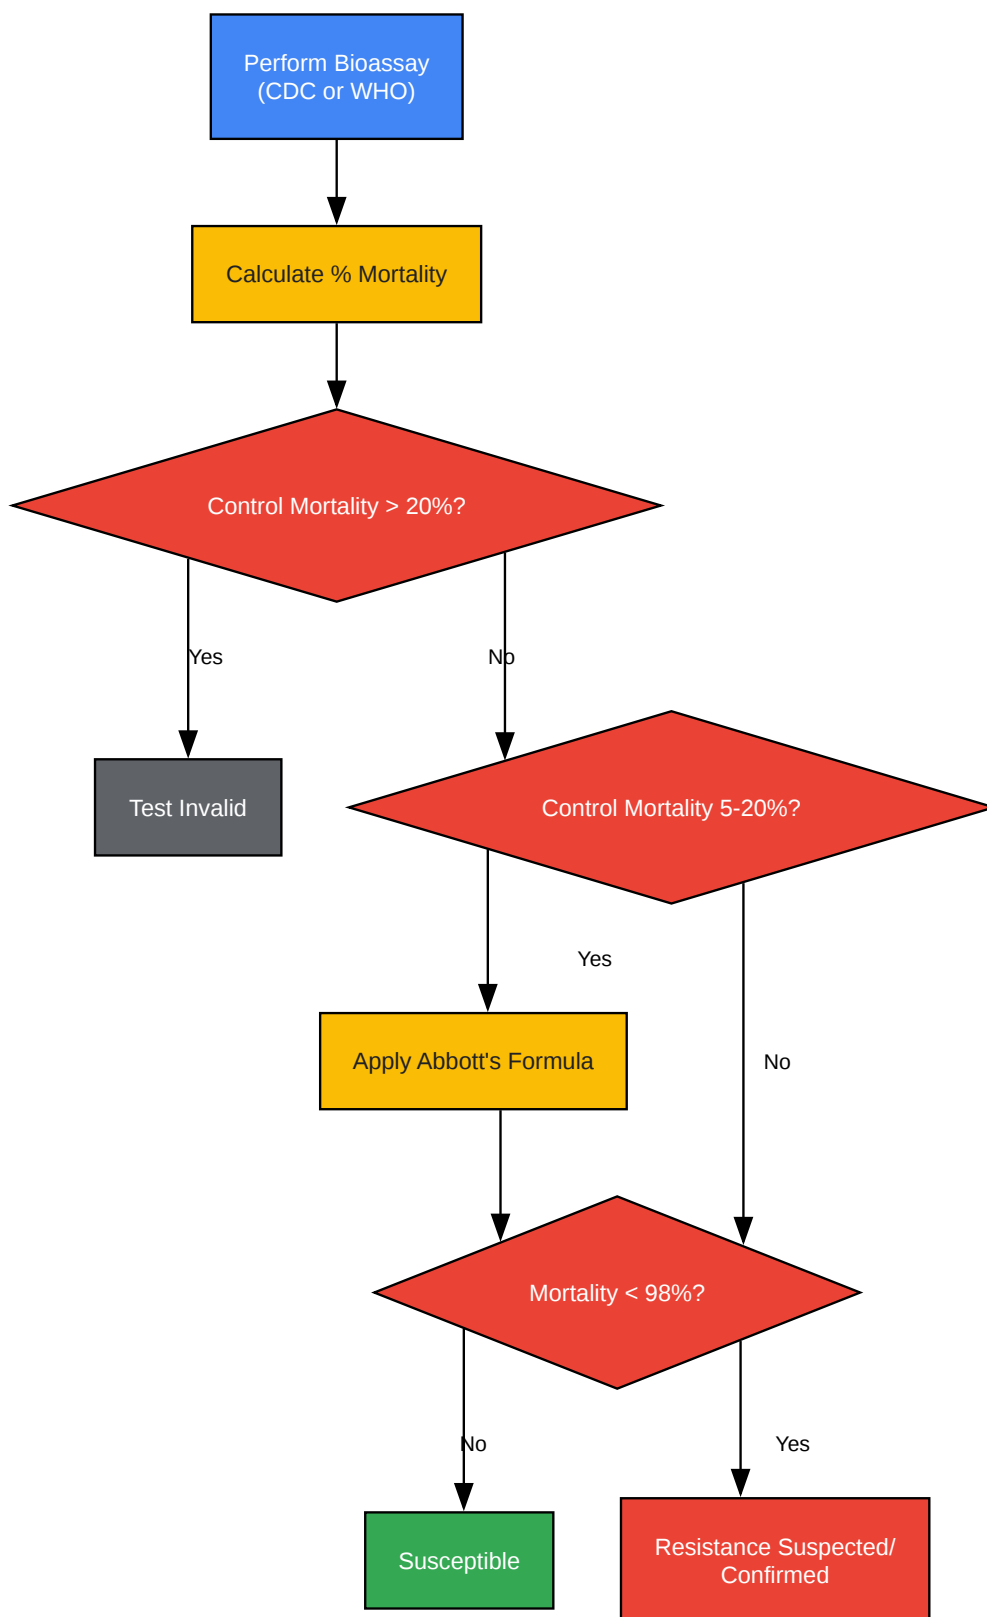 Perform Bioassay
(CDC or WHO)
Calculate % Mortality
Control Mortality > 20%?
Yes
No
Test Invalid
Control Mortality 5-20%?
Yes
Apply Abbott's Formula
No
Mortality < 98%?
No
Yes
Susceptible
Resistance Suspected/
Confirmed